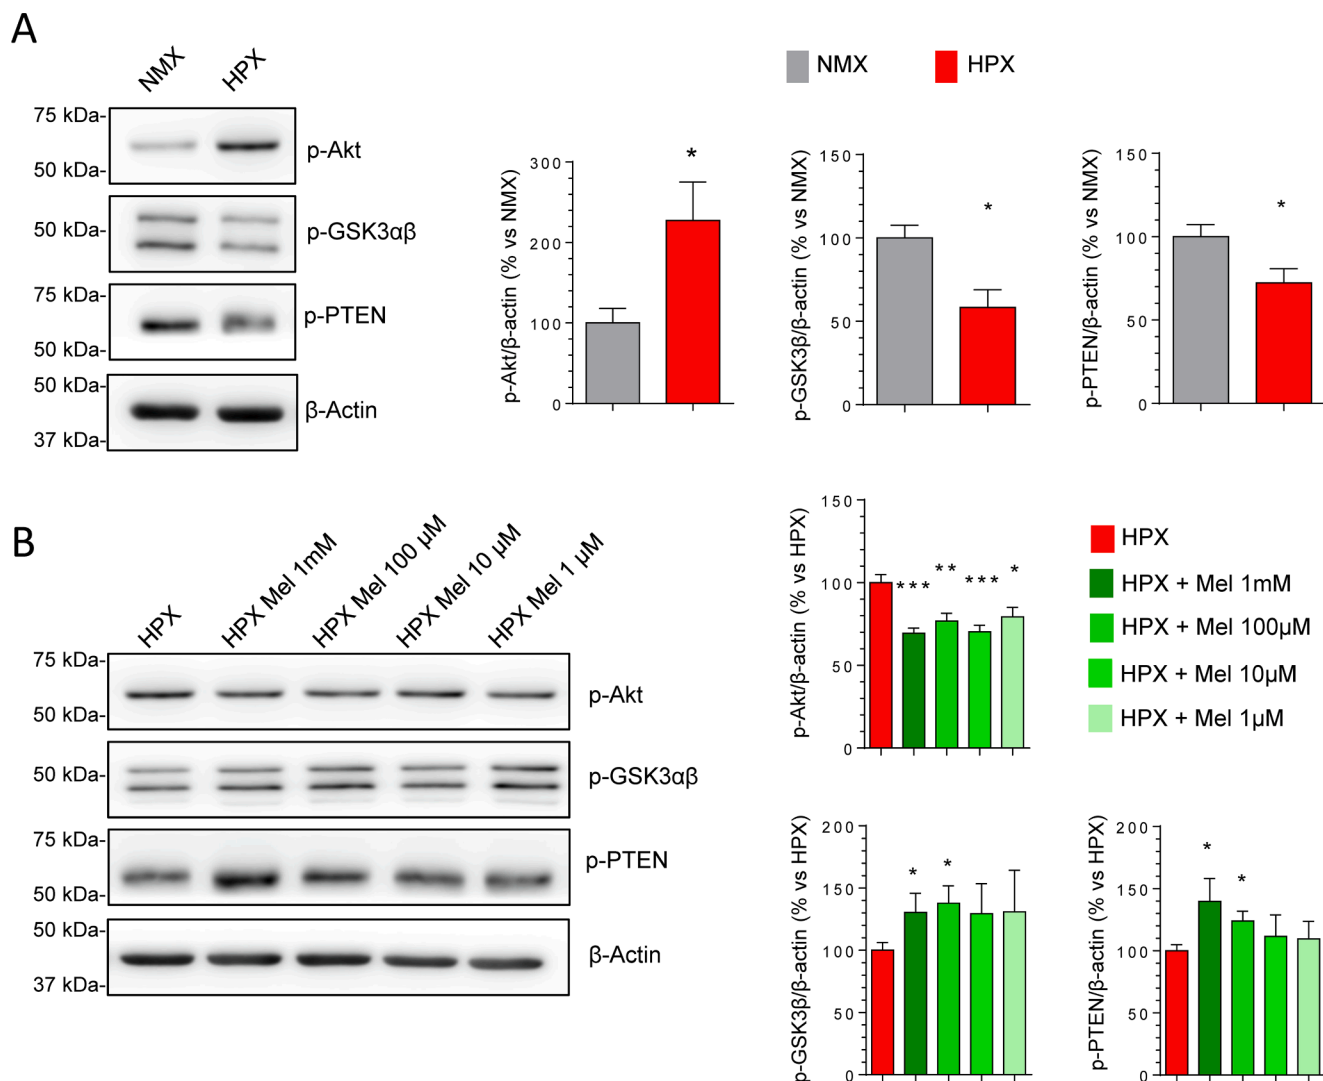 A
NMX HPX
75 kDa-
50 kDa-
p-Akt
50 kDa-
p-GSK3αβ
75 kDa-
50 kDa-
p-PTEN
50 kDa-
37 kDa-
β-Actin
NMX HPX
p-Akt/β-actin (% vs NMX)
300
200
100
0
*
p-GSK3β/β-actin (% vs NMX)
150
100
50
0
*
p-PTEN/β-actin (% vs NMX)
150
100
50
0
*
B
HPX
HPX Mel 1mM
HPX Mel 100 µM
HPX Mel 10 µM
HPX Mel 1 µM
75 kDa-
50 kDa-
p-Akt
50 kDa-
p-GSK3αβ
75 kDa-
50 kDa-
p-PTEN
50 kDa-
37 kDa-
β-Actin
p-Akt/β-actin (% vs HPX)
150
100
50
0
*** ** *** *
HPX
HPX + Mel 1mM
HPX + Mel 100µM
HPX + Mel 10µM
HPX + Mel 1µM
p-GSK3β/β-actin (% vs HPX)
200
150
100
50
0
* *
p-PTEN/β-actin (% vs HPX)
200
150
100
50
0
* *